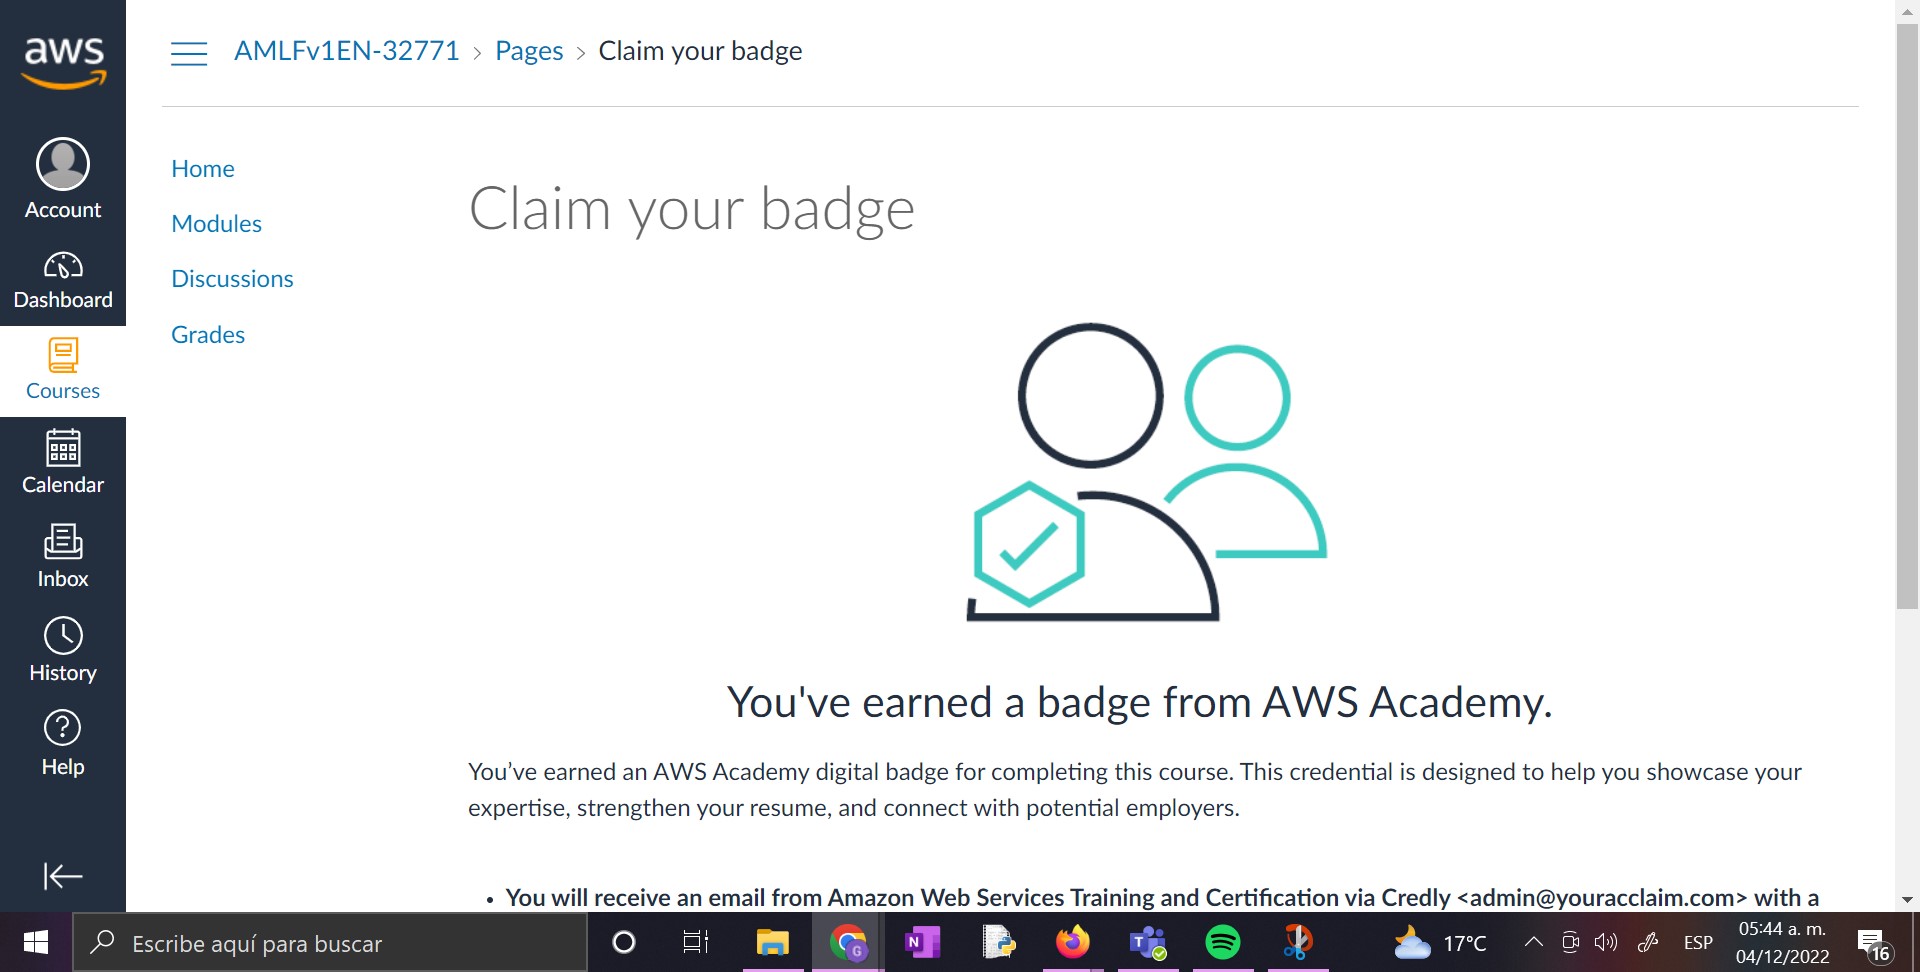 aws
AMLFv1EN-32771 > Pages > Claim your badge
Account
Dashboard
Courses
Calendar
Inbox
History
Help
Home
Modules
Discussions
Grades
Claim your badge
You've earned a badge from AWS Academy.
You’ve earned an AWS Academy digital badge for completing this course. This credential is designed to help you showcase your
expertise, strengthen your resume, and connect with potential employers.
• You will receive an email from Amazon Web Services Training and Certification via Credly <admin@youracclaim.com> with a
Escribe aquí para buscar
G
N
T
17°C
ESP
05:44 a. m.
04/12/2022
16